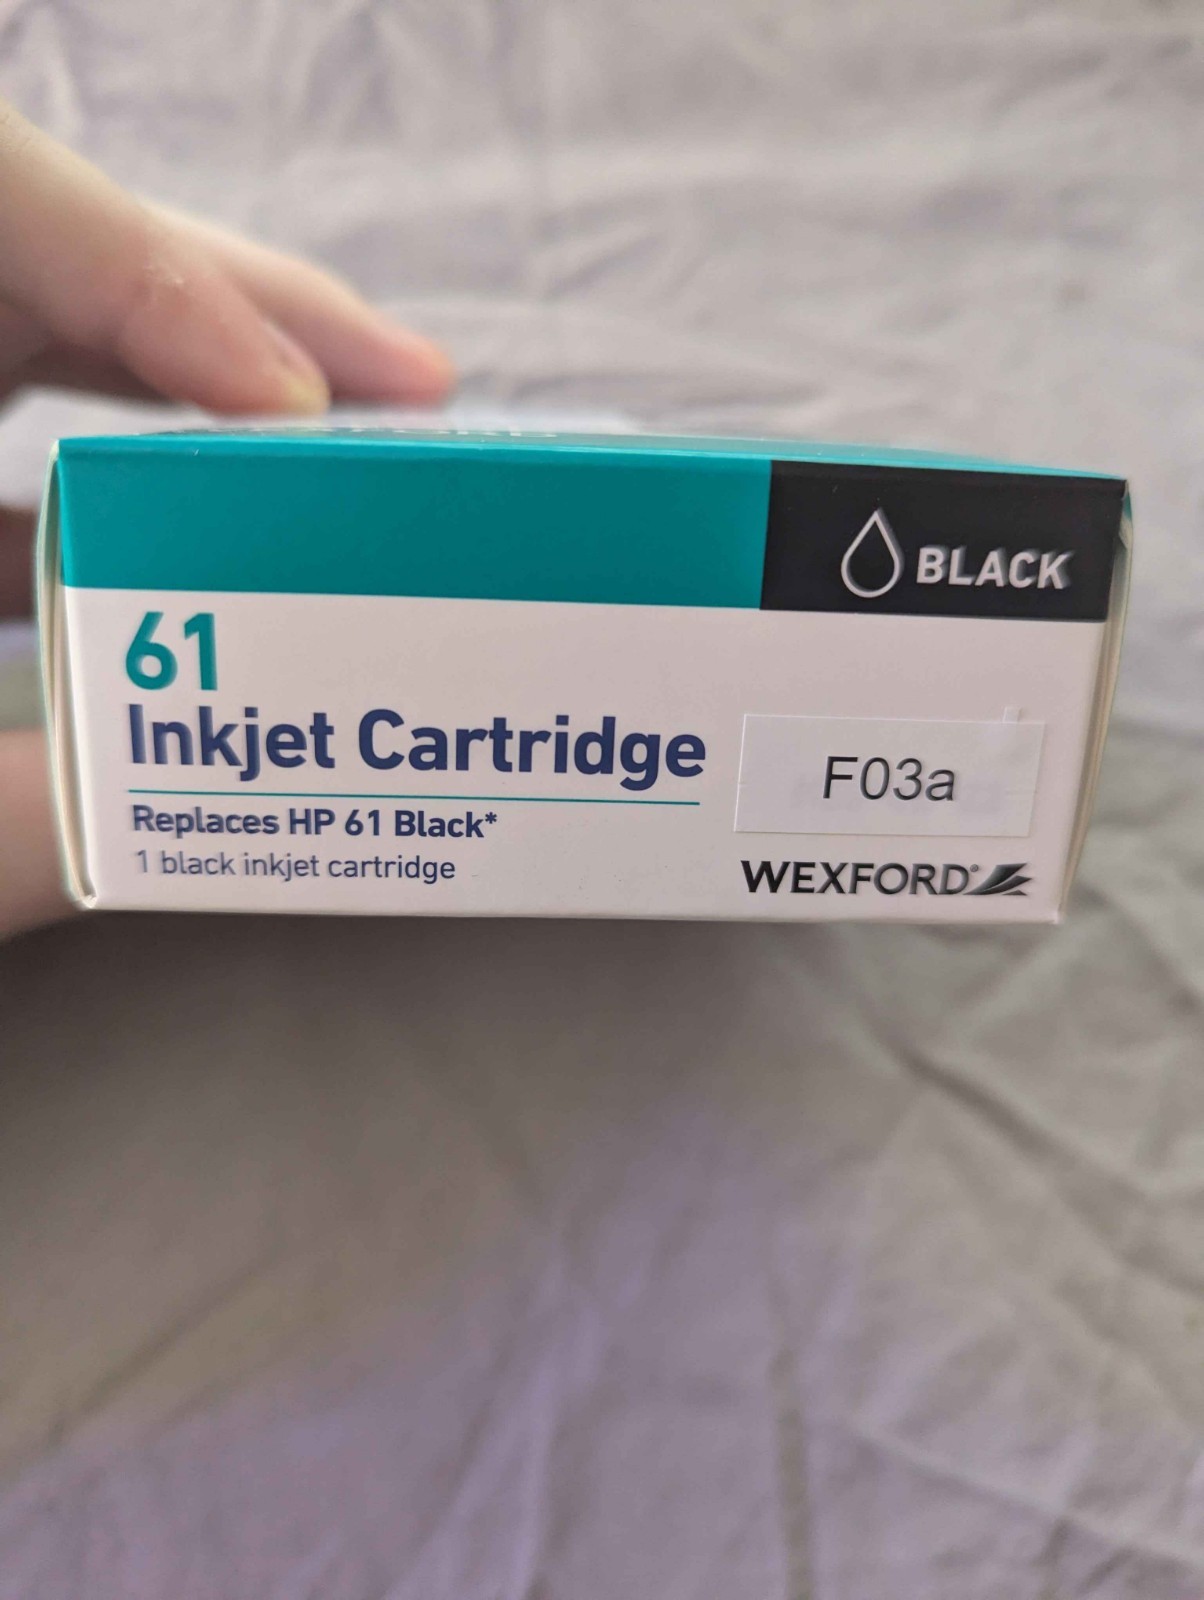 BLACK
61
Inkjet Cartridge
Replaces HP 61 Black*
1 black inkjet cartridge
F03a
WEXFORD®